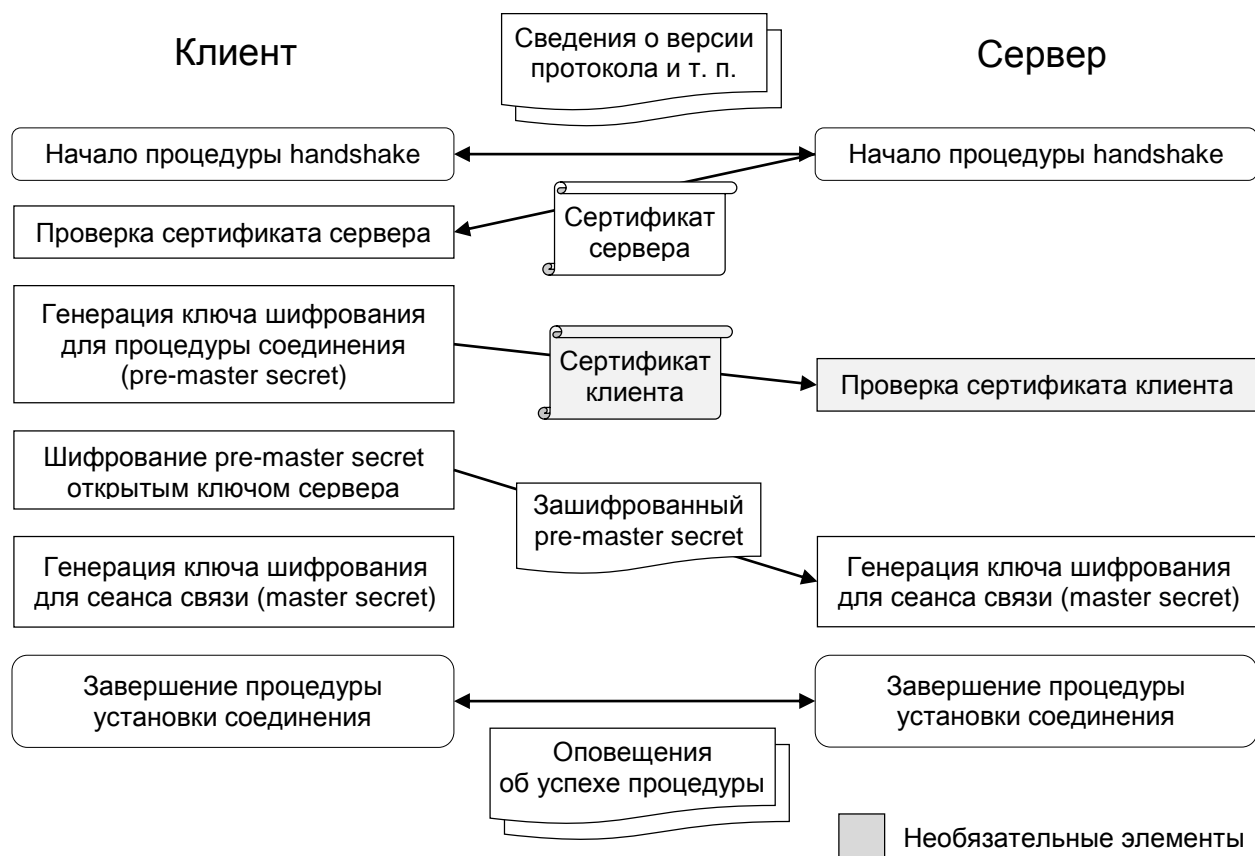 Клиент
Сведения о версии
протокола и т. п.
Сервер
Начало процедуры handshake
Начало процедуры handshake
Сертификат
сервера
Проверка сертификата сервера
Генерация ключа шифрования
для процедуры соединения
(pre-master secret)
Сертификат
клиента
Проверка сертификата клиента
Шифрование pre-master secret
открытым ключом сервера
Зашифрованный
pre-master secret
Генерация ключа шифрования
для сеанса связи (master secret)
Генерация ключа шифрования
для сеанса связи (master secret)
Завершение процедуры
установки соединения
Завершение процедуры
установки соединения
Оповещения
об успехе процедуры
Необязательные элементы